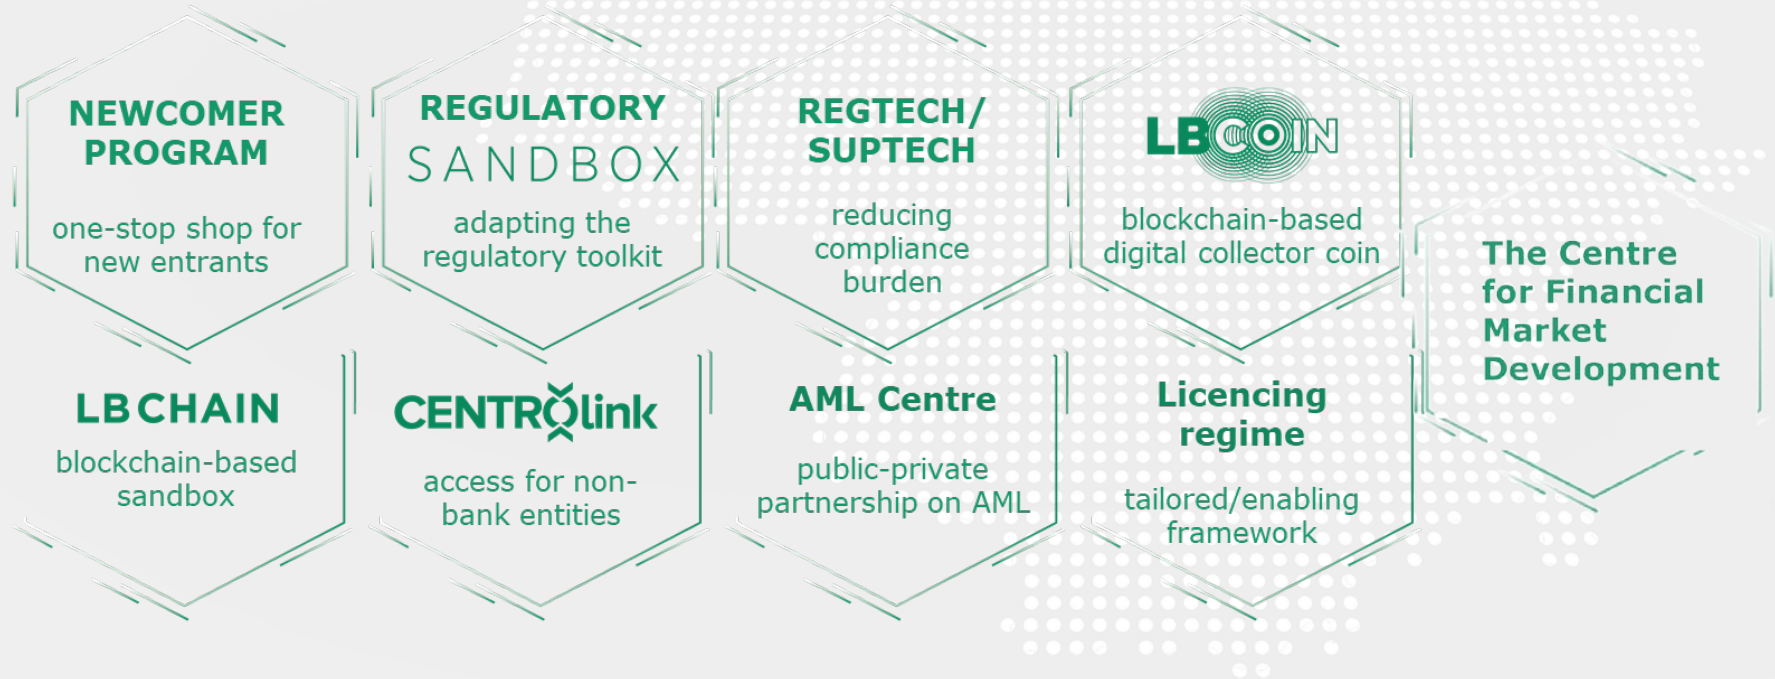 NEWCOMER
PROGRAM
one-stop shop for
new entrants
REGULATORY
SANDBOX
adapting the
regulatory toolkit
REGTECH/
SUPTECH
reducing
compliance
burden
LBCOIN
blockchain-based
digital collector coin
The Centre
for Financial
Market
Development
LBCHAIN
blockchain-based
sandbox
CENTROlink
access for non-
bank entities
AML Centre
public-private
partnership on AML
Licencing
regime
tailored/enabling
framework